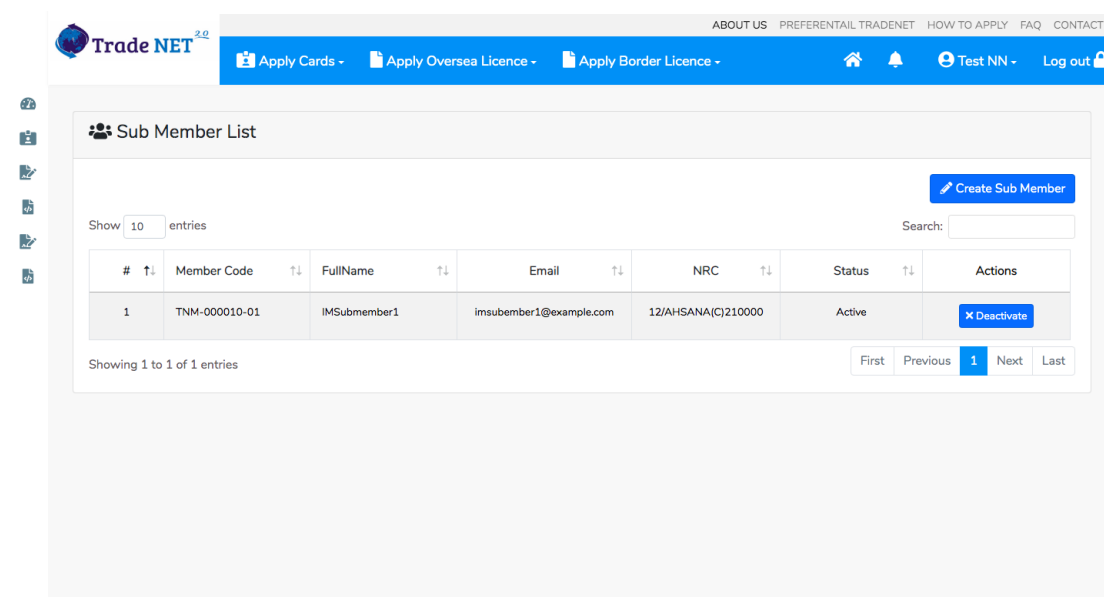 ABOUT US PREFERENTAIL TRADENET HOW TO APPLY FAQ CONTACT
Trade NET 2.0
Apply Cards Apply Oversea Licence Apply Border Licence Test NN Log out
Sub Member List
Create Sub Member
Show 10 entries Search:
# Member Code FullName Email NRC Status Actions
1 TNM-000010-01 IMSubmember1 imsubember1@example.com 12/AHSANA(C)210000 Active Deactivate
Showing 1 to 1 of 1 entries First Previous 1 Next Last